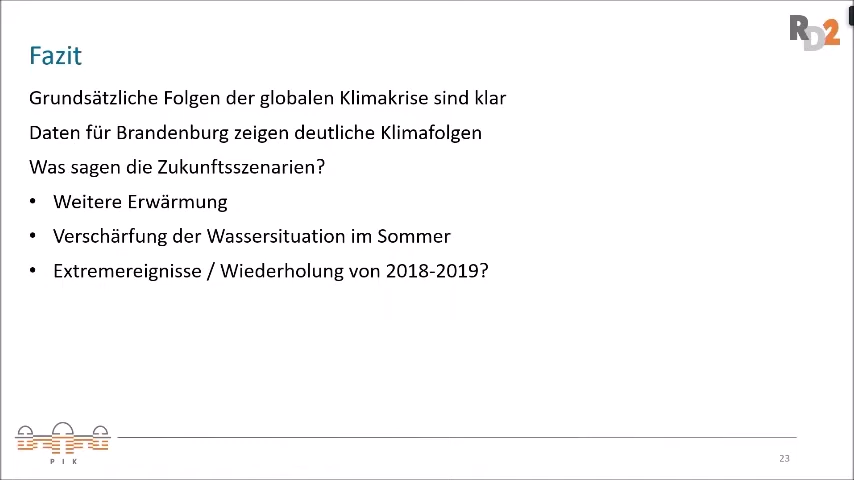 RD2
Fazit
Grundsätzliche Folgen der globalen Klimakrise sind klar
Daten für Brandenburg zeigen deutliche Klimafolgen
Was sagen die Zukunftsszenarien?
• Weitere Erwärmung
• Verschärfung der Wassersituation im Sommer
• Extremereignisse / Wiederholung von 2018-2019?
PIK
23